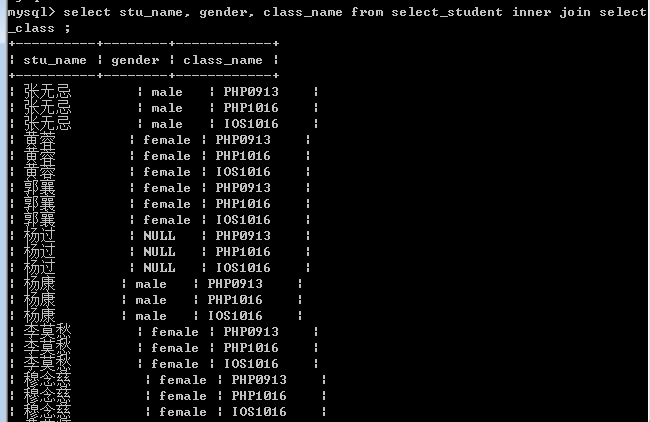 mysql> select stu_name, gender, class_name from select_student inner join select
_class ;
+----------+--------+------------+
| stu_name | gender | class_name |
+----------+--------+------------+
| 张无忌 | male | PHP0913 |
| 张无忌 | male | PHP1016 |
| 张无忌 | male | IOS1016 |
| 黄蓉 | female | PHP0913 |
| 黄蓉 | female | PHP1016 |
| 黄蓉 | female | IOS1016 |
| 郭襄 | female | PHP0913 |
| 郭襄 | female | PHP1016 |
| 郭襄 | female | IOS1016 |
| 杨过 | NULL | PHP0913 |
| 杨过 | NULL | PHP1016 |
| 杨过 | NULL | IOS1016 |
| 杨康 | male | PHP0913 |
| 杨康 | male | PHP1016 |
| 杨康 | male | IOS1016 |
| 李莫愁 | female | PHP0913 |
| 李莫愁 | female | PHP1016 |
| 李莫愁 | female | IOS1016 |
| 穆念慈 | female | PHP0913 |
| 穆念慈 | female | PHP1016 |
| 穆念慈 | female | IOS1016 |